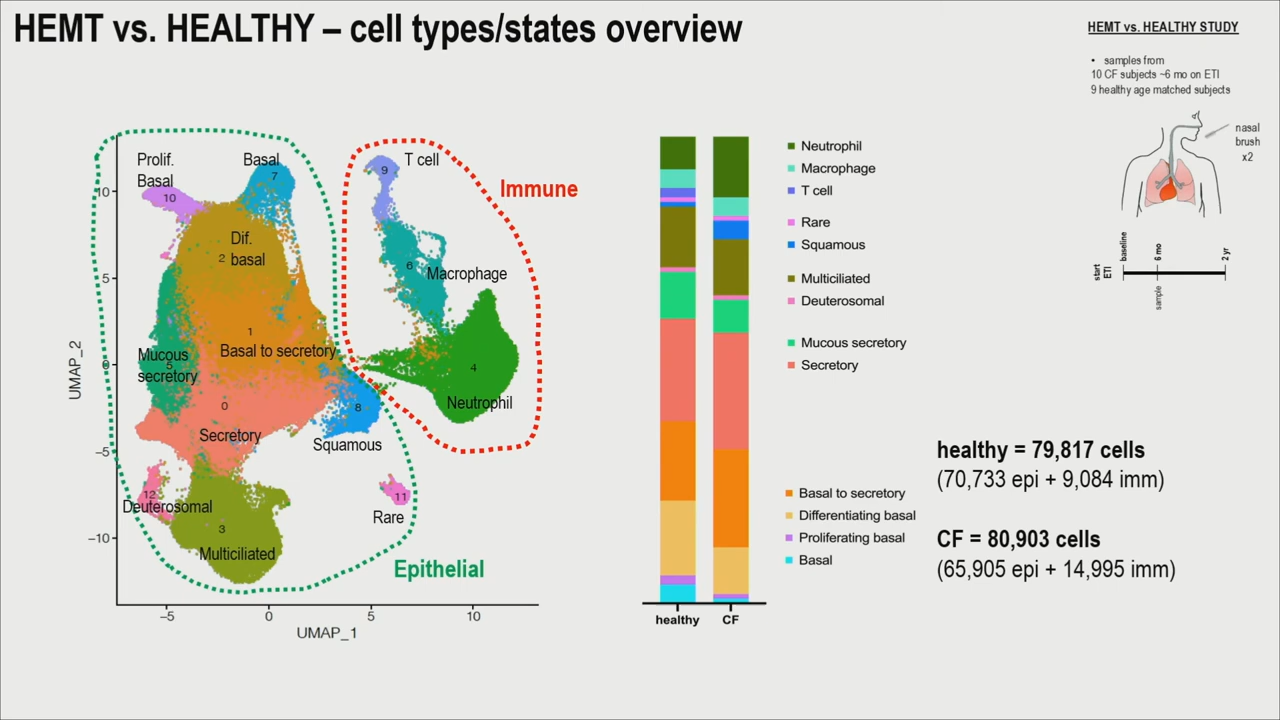 HEMT vs. HEALTHY – cell types/states overview
HEMT vs. HEALTHY STUDY
• samples from
10 CF subjects ~6 mo on ETI
9 healthy age matched subjects
nasal
brush
x2
baseline
6 mo
2 yr
start
ETI
sample
UMAP_2
10
5
0
−5
−10
−5
0
5
10
UMAP_1
Prolif.
Basal
10
Basal
7
Dif.
basal
2
1
Basal to secretory
Mucous
secretory
5
0
Secretory
8
Squamous
12
Deuterosomal
3
Multiciliated
11
Rare
Epithelial
9
T cell
Immune
6
Macrophage
4
Neutrophil
Neutrophil
Macrophage
T cell
Rare
Squamous
Multiciliated
Deuterosomal
Mucous secretory
Secretory
Basal to secretory
Differentiating basal
Proliferating basal
Basal
healthy
CF
healthy = 79,817 cells
(70,733 epi + 9,084 imm)
CF = 80,903 cells
(65,905 epi + 14,995 imm)